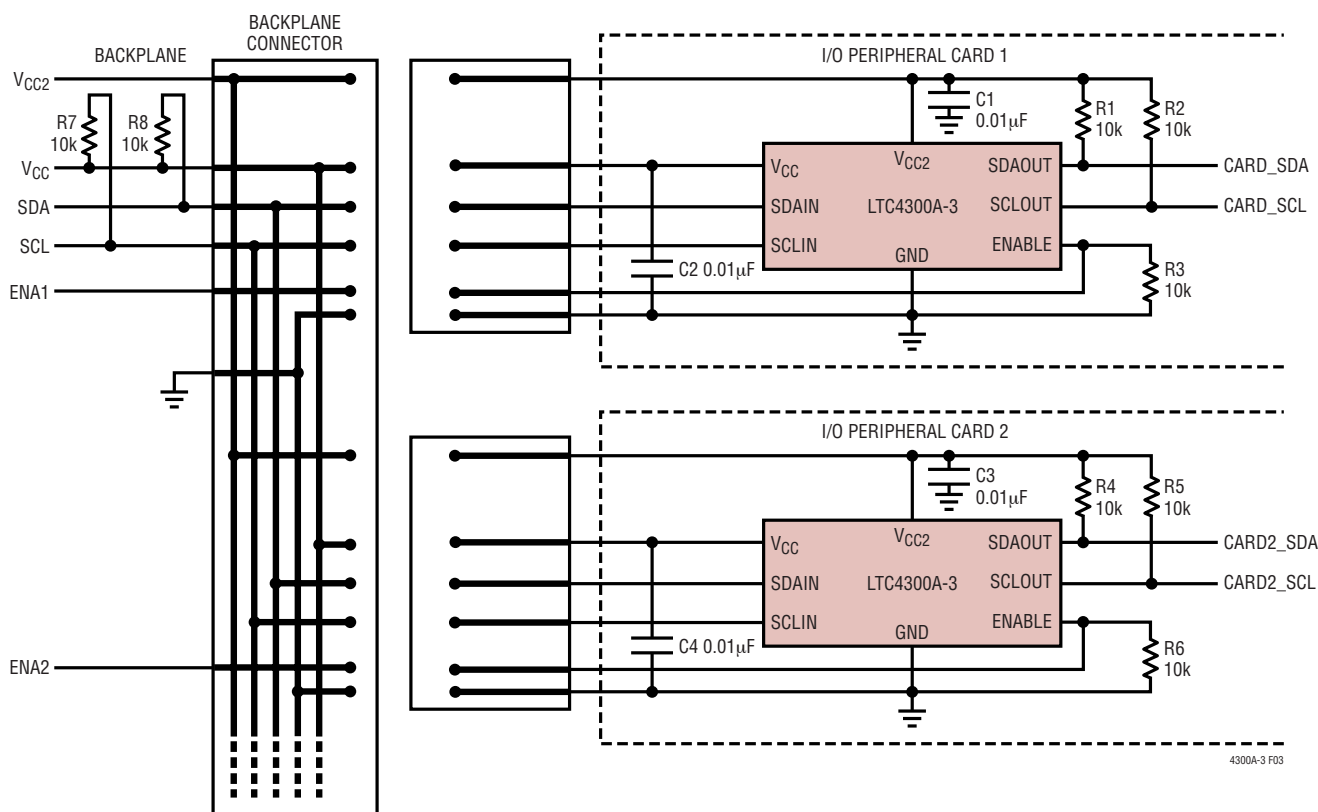 BACKPLANE
CONNECTOR
BACKPLANE
VCC2
R7
10k
R8
10k
VCC
SDA
SCL
ENA1
ENA2
I/O PERIPHERAL CARD 1
C1
0.01µF
R1
10k
R2
10k
VCC
VCC2
SDAOUT
CARD_SDA
SDAIN
LTC4300A-3
SCLOUT
CARD_SCL
SCLIN
GND
ENABLE
C2 0.01µF
R3
10k
I/O PERIPHERAL CARD 2
C3
0.01µF
R4
10k
R5
10k
VCC
VCC2
SDAOUT
CARD2_SDA
SDAIN
LTC4300A-3
SCLOUT
CARD2_SCL
SCLIN
GND
ENABLE
C4 0.01µF
R6
10k
4300A-3 F03